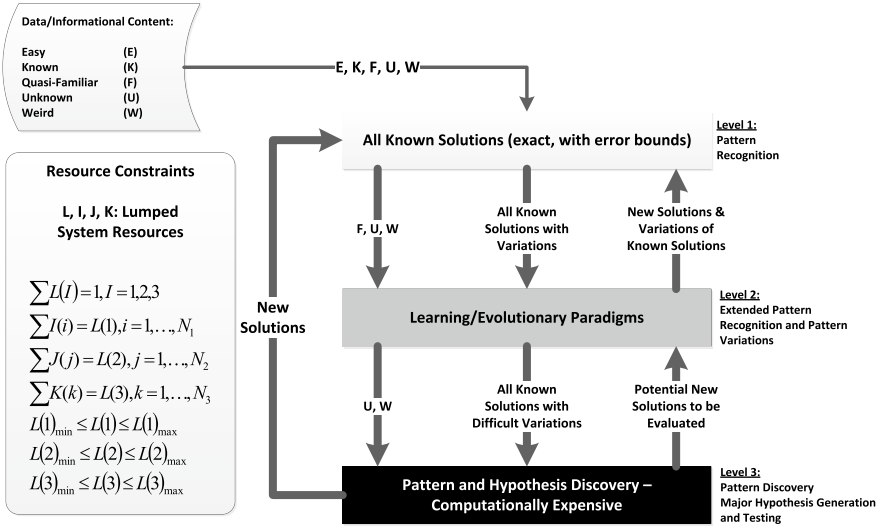 Data/Informational Content:
Easy (E)
Known (K)
Quasi-Familiar (F)
Unknown (U)
Weird (W)
E, K, F, U, W
All Known Solutions (exact, with error bounds)
Level 1:
Pattern
Recognition
Resource Constraints
L, I, J, K: Lumped
System Resources
∑L(I)=1, I=1,2,3
∑I(i)=L(1), i=1,…,N₁
∑J(j)=L(2), j=1,…,N₂
∑K(k)=L(3), k=1,…,N₃
L(1)min ≤ L(1) ≤ L(1)max
L(2)min ≤ L(2) ≤ L(2)max
L(3)min ≤ L(3) ≤ L(3)max
New
Solutions
F, U, W
All Known
Solutions with
Variations
New Solutions &
Variations of
Known Solutions
Learning/Evolutionary Paradigms
Level 2:
Extended Pattern
Recognition and Pattern
Variations
U, W
All Known
Solutions with
Difficult Variations
Potential New
Solutions to be
Evaluated
Pattern and Hypothesis Discovery –
Computationally Expensive
Level 3:
Pattern Discovery
Major Hypothesis Generation
and Testing